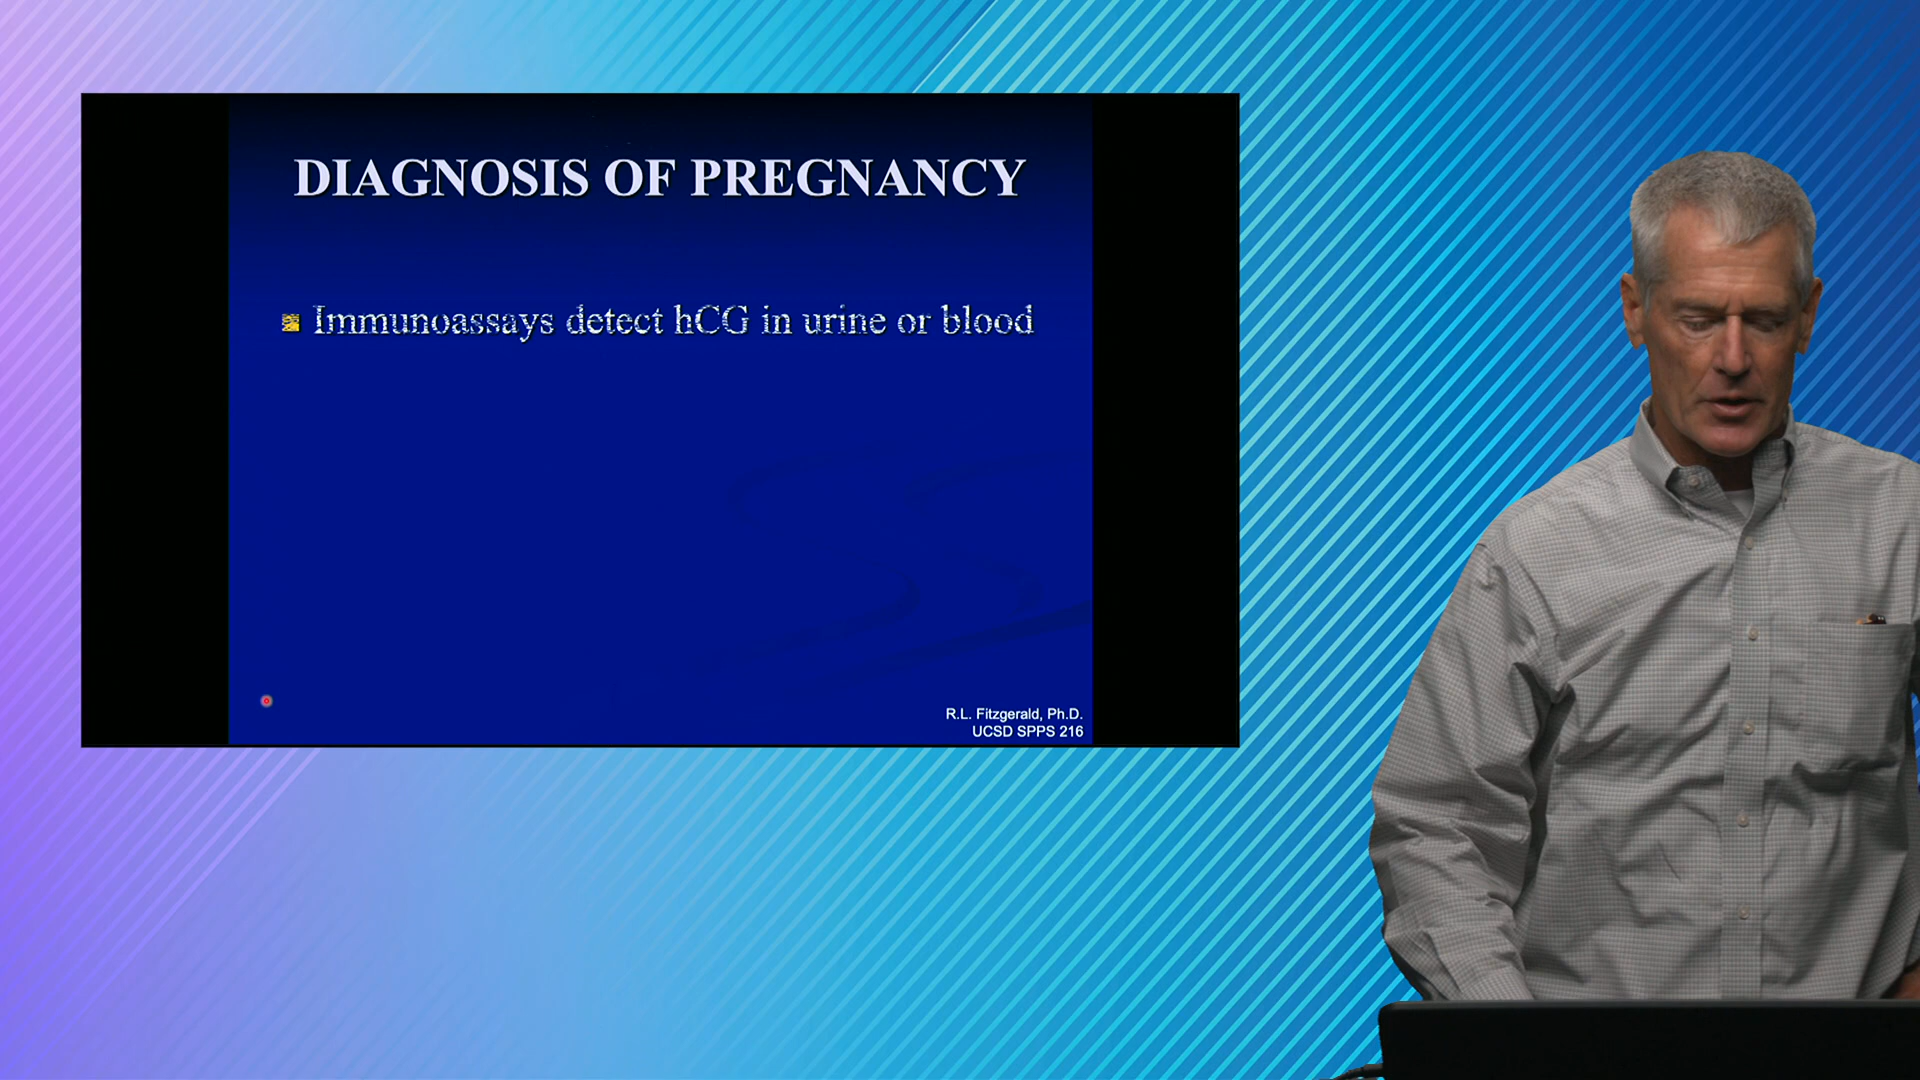 DIAGNOSIS OF PREGNANCY
Immunoassays detect hCG in urine or blood
R.L. Fitzgerald, Ph.D.
UCSD SPPS 216